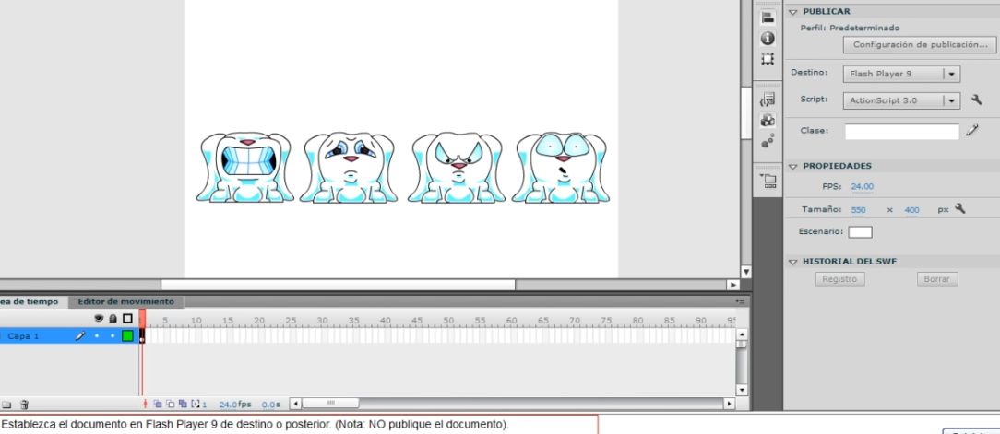 PUBLICAR
Perfil: Predeterminado
Configuración de publicación...
Destino: Flash Player 9
Script: ActionScript 3.0
Clase:
PROPIEDADES
FPS: 24.00
Tamaño: 550 x 400 px
Escenario:
HISTORIAL DEL SWF
Registro Borrar
ea de tiempo Editor de movimiento
5 10 15 20 25 30 35 40 45 50 55 60 65 70 75 80 85 90
Capa 1
1 24.0fps 0.0s
Establezca el documento en Flash Player 9 de destino o posterior. (Nota: NO publique el documento).